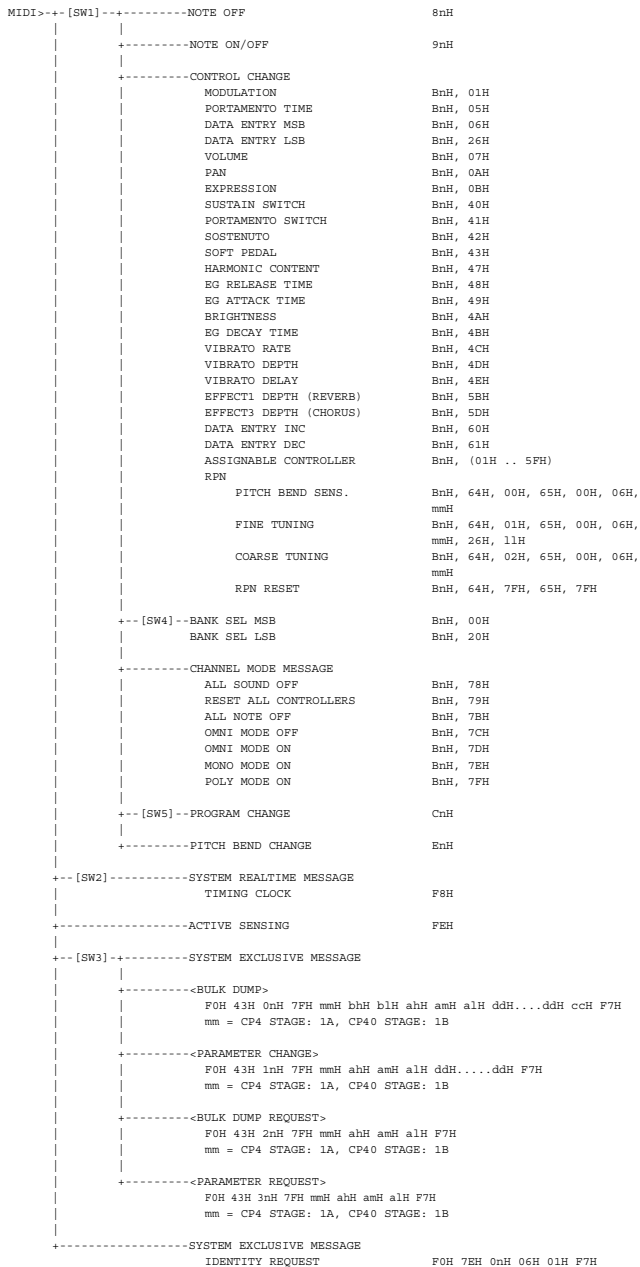 MIDI>-+-[SW1]--+---------NOTE OFF 8nH
+---------NOTE ON/OFF 9nH
+---------CONTROL CHANGE
MODULATION BnH, 01H
PORTAMENTO TIME BnH, 05H
DATA ENTRY MSB BnH, 06H
DATA ENTRY LSB BnH, 26H
VOLUME BnH, 07H
PAN BnH, 0AH
EXPRESSION BnH, 0BH
SUSTAIN SWITCH BnH, 40H
PORTAMENTO SWITCH BnH, 41H
SOSTENUTO BnH, 42H
SOFT PEDAL BnH, 43H
HARMONIC CONTENT BnH, 47H
EG RELEASE TIME BnH, 48H
EG ATTACK TIME BnH, 49H
BRIGHTNESS BnH, 4AH
EG DECAY TIME BnH, 4BH
VIBRATO RATE BnH, 4CH
VIBRATO DEPTH BnH, 4DH
VIBRATO DELAY BnH, 4EH
EFFECT1 DEPTH (REVERB) BnH, 5BH
EFFECT3 DEPTH (CHORUS) BnH, 5DH
DATA ENTRY INC BnH, 60H
DATA ENTRY DEC BnH, 61H
ASSIGNABLE CONTROLLER BnH, (01H .. 5FH)
RPN
PITCH BEND SENS. BnH, 64H, 00H, 65H, 00H, 06H,
mmH
FINE TUNING BnH, 64H, 01H, 65H, 00H, 06H,
mmH, 26H, llH
COARSE TUNING BnH, 64H, 02H, 65H, 00H, 06H,
mmH
RPN RESET BnH, 64H, 7FH, 65H, 7FH
+--[SW4]--BANK SEL MSB BnH, 00H
BANK SEL LSB BnH, 20H
+---------CHANNEL MODE MESSAGE
ALL SOUND OFF BnH, 78H
RESET ALL CONTROLLERS BnH, 79H
ALL NOTE OFF BnH, 7BH
OMNI MODE OFF BnH, 7CH
OMNI MODE ON BnH, 7DH
MONO MODE ON BnH, 7EH
POLY MODE ON BnH, 7FH
+--[SW5]--PROGRAM CHANGE CnH
+---------PITCH BEND CHANGE EnH
+--[SW2]----------SYSTEM REALTIME MESSAGE
TIMING CLOCK F8H
+-----------------ACTIVE SENSING FEH
+--[SW3]-+---------SYSTEM EXCLUSIVE MESSAGE
+---------<BULK DUMP>
F0H 43H 0nH 7FH mmH bhH blH ahH amH alH ddH....ddH ccH F7H
mm = CP4 STAGE: 1A, CP40 STAGE: 1B
+---------<PARAMETER CHANGE>
F0H 43H 1nH 7FH mmH ahH amH alH ddH.....ddH F7H
mm = CP4 STAGE: 1A, CP40 STAGE: 1B
+---------<BULK DUMP REQUEST>
F0H 43H 2nH 7FH mmH ahH amH alH F7H
mm = CP4 STAGE: 1A, CP40 STAGE: 1B
+---------<PARAMETER REQUEST>
F0H 43H 3nH 7FH mmH ahH amH alH F7H
mm = CP4 STAGE: 1A, CP40 STAGE: 1B
+-----------------SYSTEM EXCLUSIVE MESSAGE
IDENTITY REQUEST F0H 7EH 0nH 06H 01H F7H